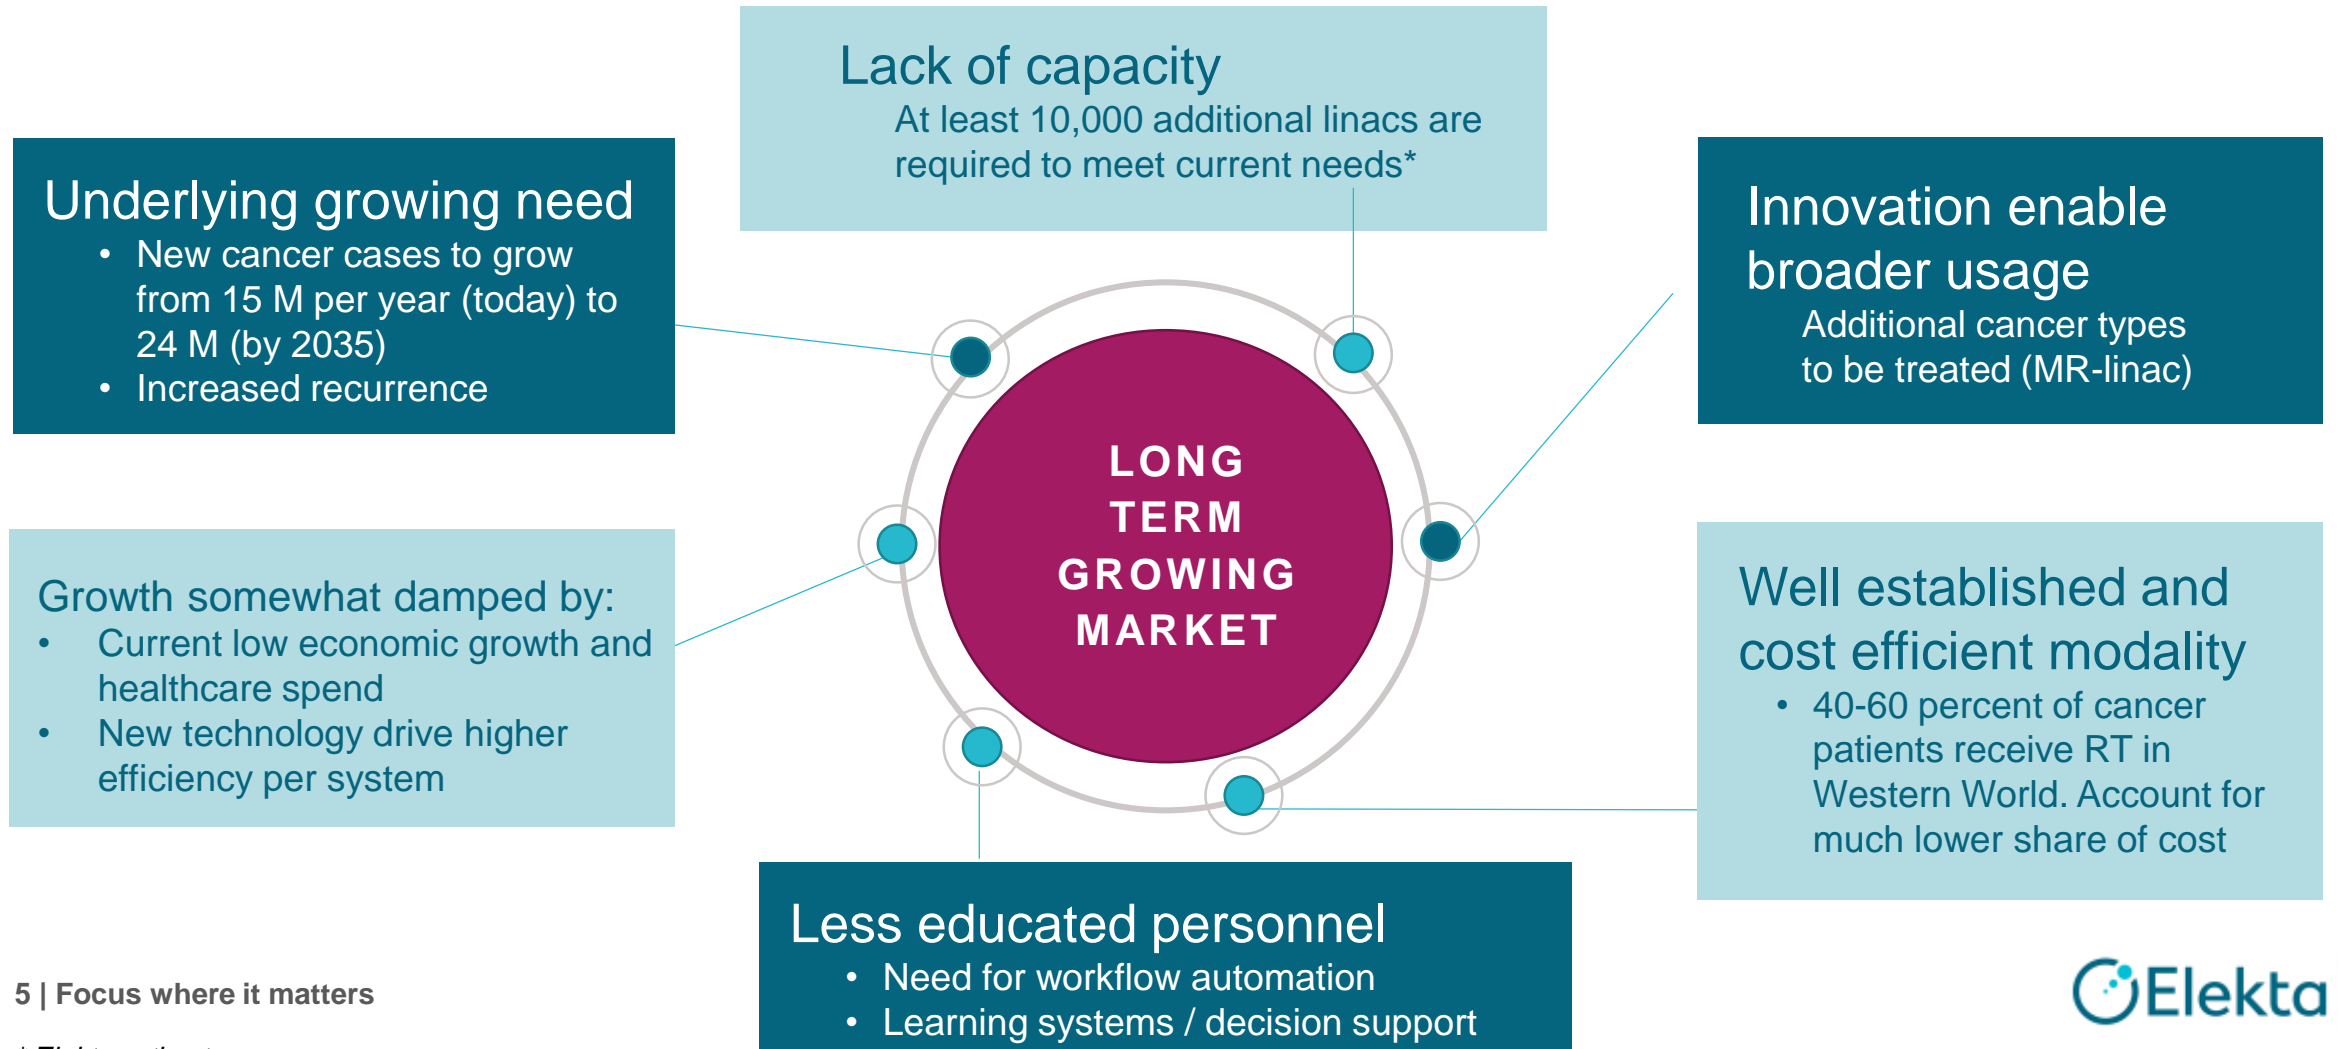 Lack of capacity
At least 10,000 additional linacs are
required to meet current needs*
Underlying growing need
• New cancer cases to grow
from 15 M per year (today) to
24 M (by 2035)
• Increased recurrence
Innovation enable
broader usage
Additional cancer types
to be treated (MR-linac)
LONG
TERM
GROWING
MARKET
Growth somewhat damped by:
• Current low economic growth and
healthcare spend
• New technology drive higher
efficiency per system
Well established and
cost efficient modality
• 40-60 percent of cancer
patients receive RT in
Western World. Account for
much lower share of cost
Less educated personnel
• Need for workflow automation
• Learning systems / decision support
5 | Focus where it matters
Elekta